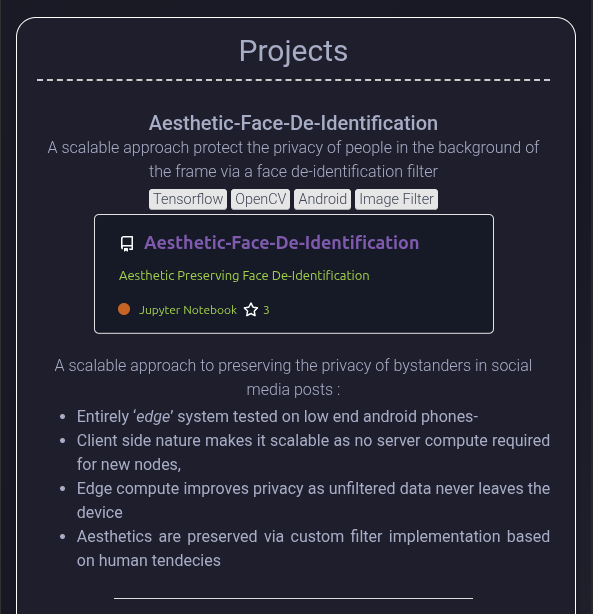 Projects
Aesthetic-Face-De-Identification
A scalable approach protect the privacy of people in the background of
the frame via a face de-identification filter
Tensorflow OpenCV Android Image Filter
Aesthetic-Face-De-Identification
Aesthetic Preserving Face De-Identification
Jupyter Notebook 3
A scalable approach to preserving the privacy of bystanders in social
media posts :
• Entirely ‘edge’ system tested on low end android phones-
• Client side nature makes it scalable as no server compute required
for new nodes,
• Edge compute improves privacy as unfiltered data never leaves the
device
• Aesthetics are preserved via custom filter implementation based
on human tendecies